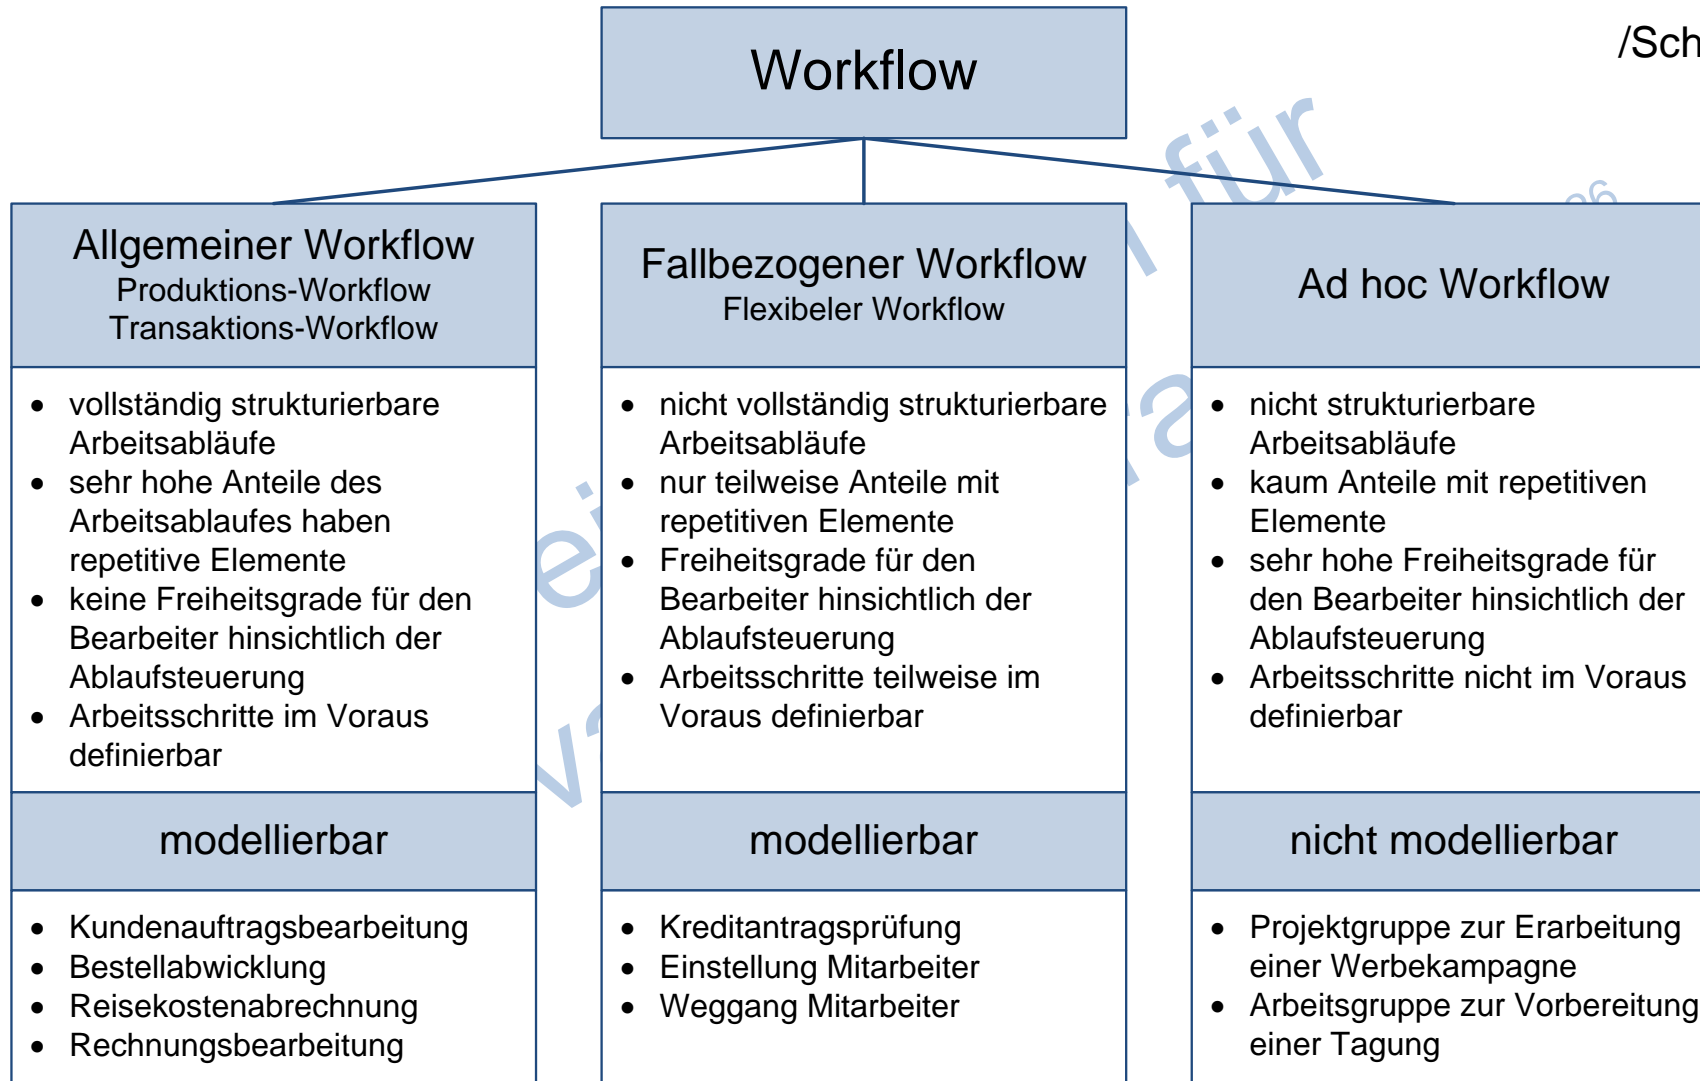 /Sch
Workflow
für
Allgemeiner Workflow
Produktions-Workflow
Transaktions-Workflow
Fallbezogener Workflow
Flexibeler Workflow
Ad hoc Workflow
• vollständig strukturierbare
Arbeitsabläufe
• sehr hohe Anteile des
Arbeitsablaufes haben
repetitive Elemente
• keine Freiheitsgrade für den
Bearbeiter hinsichtlich der
Ablaufsteuerung
• Arbeitsschritte im Voraus
definierbar
• nicht vollständig strukturierbare
Arbeitsabläufe
• nur teilweise Anteile mit
repetitiven Elemente
• Freiheitsgrade für den
Bearbeiter hinsichtlich der
Ablaufsteuerung
• Arbeitsschritte teilweise im
Voraus definierbar
• nicht strukturierbare
Arbeitsabläufe
• kaum Anteile mit repetitiven
Elemente
• sehr hohe Freiheitsgrade für
den Bearbeiter hinsichtlich der
Ablaufsteuerung
• Arbeitsschritte nicht im Voraus
definierbar
modellierbar
modellierbar
nicht modellierbar
• Kundenauftragsbearbeitung
• Bestellabwicklung
• Reisekostenabrechnung
• Rechnungsbearbeitung
• Kreditantragsprüfung
• Einstellung Mitarbeiter
• Weggang Mitarbeiter
• Projektgruppe zur Erarbeitung
einer Werbekampagne
• Arbeitsgruppe zur Vorbereitung
einer Tagung